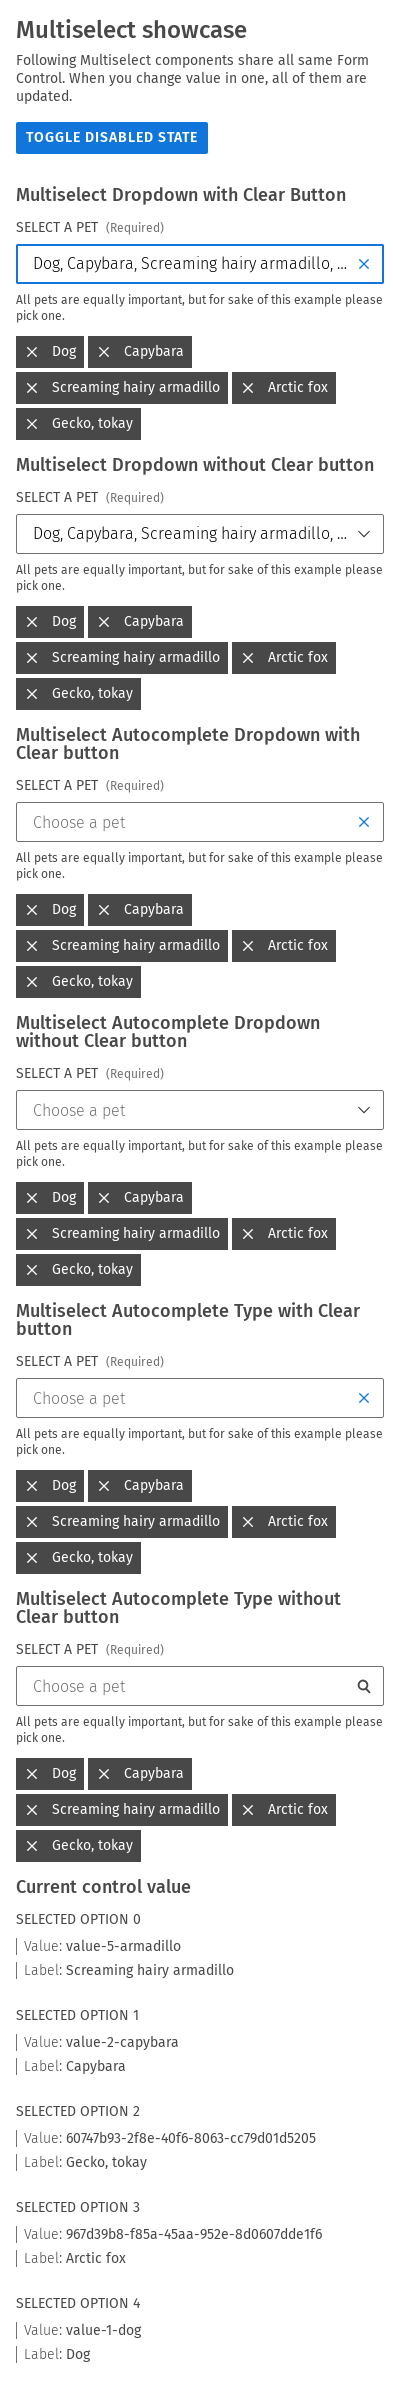 Multiselect showcase
Following Multiselect components share all same Form
Control. When you change value in one, all of them are
updated.
TOGGLE DISABLED STATE
Multiselect Dropdown with Clear Button
SELECT A PET (Required)
Dog, Capybara, Screaming hairy armadillo, ...
All pets are equally important, but for sake of this example please
pick one.
Dog Capybara
Screaming hairy armadillo Arctic fox
Gecko, tokay
Multiselect Dropdown without Clear button
SELECT A PET (Required)
Dog, Capybara, Screaming hairy armadillo, ...
All pets are equally important, but for sake of this example please
pick one.
Dog Capybara
Screaming hairy armadillo Arctic fox
Gecko, tokay
Multiselect Autocomplete Dropdown with
Clear button
SELECT A PET (Required)
Choose a pet
All pets are equally important, but for sake of this example please
pick one.
Dog Capybara
Screaming hairy armadillo Arctic fox
Gecko, tokay
Multiselect Autocomplete Dropdown
without Clear button
SELECT A PET (Required)
Choose a pet
All pets are equally important, but for sake of this example please
pick one.
Dog Capybara
Screaming hairy armadillo Arctic fox
Gecko, tokay
Multiselect Autocomplete Type with Clear
button
SELECT A PET (Required)
Choose a pet
All pets are equally important, but for sake of this example please
pick one.
Dog Capybara
Screaming hairy armadillo Arctic fox
Gecko, tokay
Multiselect Autocomplete Type without
Clear button
SELECT A PET (Required)
Choose a pet
All pets are equally important, but for sake of this example please
pick one.
Dog Capybara
Screaming hairy armadillo Arctic fox
Gecko, tokay
Current control value
SELECTED OPTION 0
Value: value-5-armadillo
Label: Screaming hairy armadillo
SELECTED OPTION 1
Value: value-2-capybara
Label: Capybara
SELECTED OPTION 2
Value: 60747b93-2f8e-40f6-8063-cc79d01d5205
Label: Gecko, tokay
SELECTED OPTION 3
Value: 967d39b8-f85a-45aa-952e-8d0607dde1f6
Label: Arctic fox
SELECTED OPTION 4
Value: value-1-dog
Label: Dog